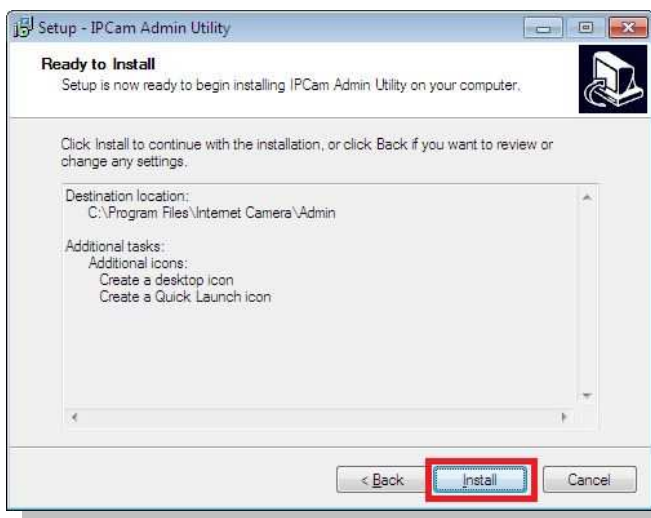 Setup - IPCam Admin Utility
Ready to Install
Setup is now ready to begin installing IPCam Admin Utility on your computer.
Click Install to continue with the installation, or click Back if you want to review or
change any settings.
Destination location:
C:\Program Files\Internet Camera\Admin
Additional tasks:
Additional icons:
Create a desktop icon
Create a Quick Launch icon
< Back
Install
Cancel